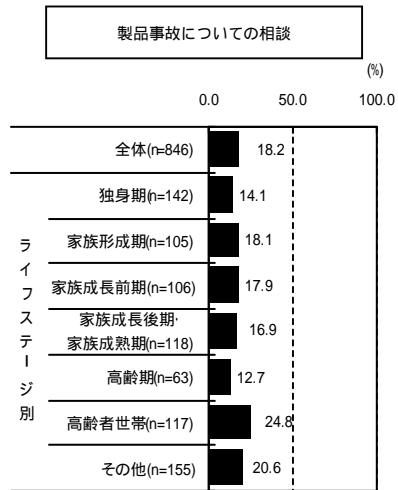 製品事故についての相談
(%)
0.0 50.0 100.0
全体(n=846) 18.2
独身期(n=142) 14.1
家族形成期(n=105) 18.1
家族成長前期(n=106) 17.9
家族成長後期・
家族成熟期(n=118) 16.9
高齢期(n=63) 12.7
高齢者世帯(n=117) 24.8
その他(n=155) 20.6
ライフステージ別